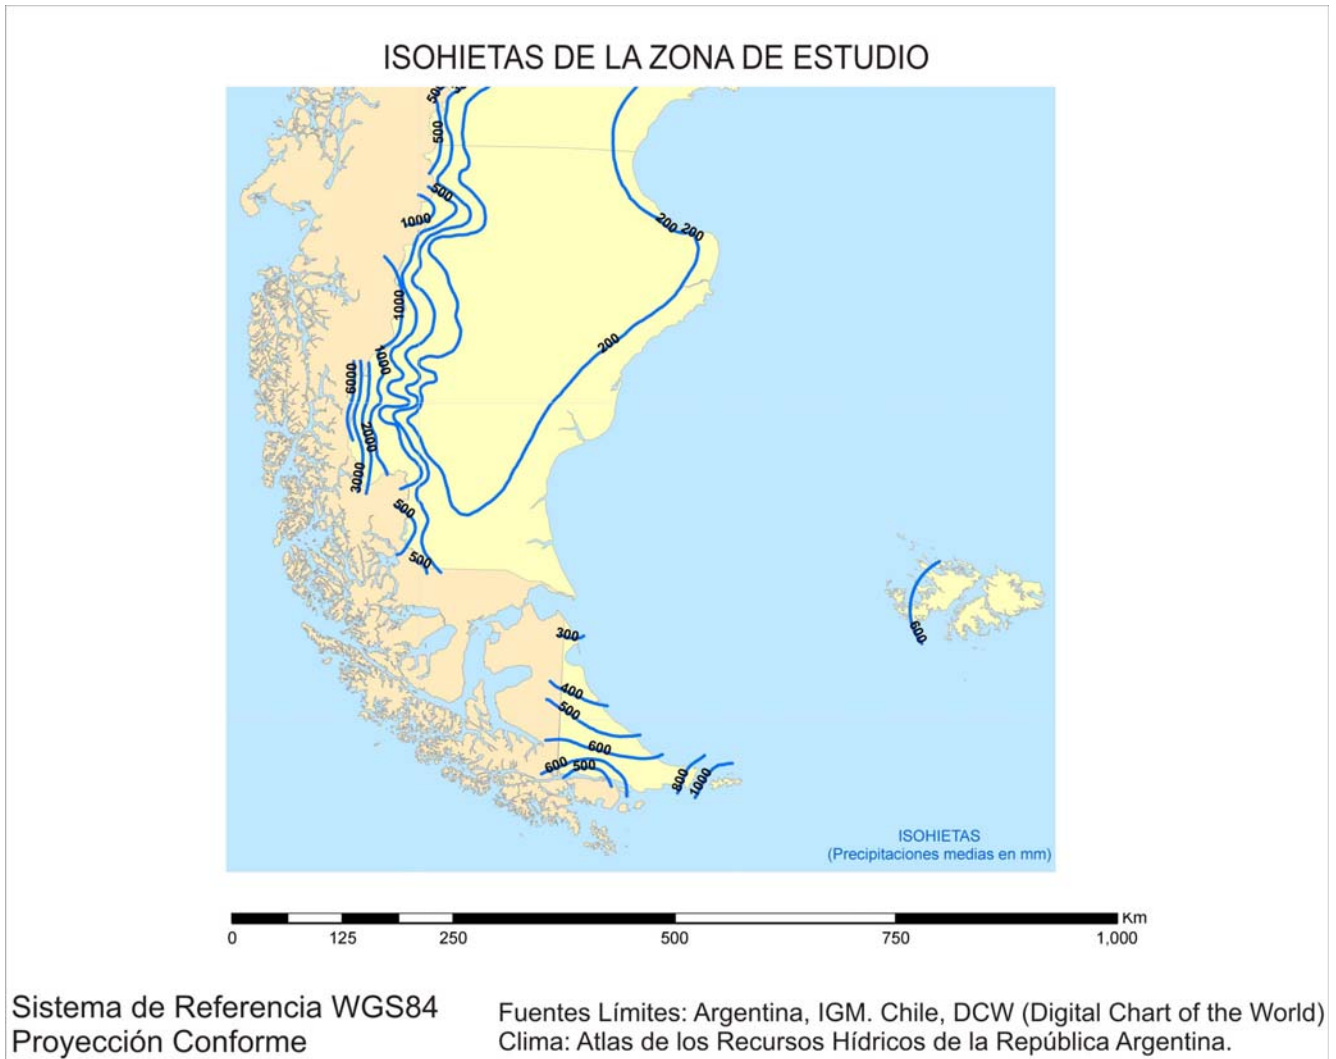 ISOHIETAS DE LA ZONA DE ESTUDIO
500
500
500
1000
200
200
1000
200
1000
6000
2000
3000
500
500
600
300
400
500
600
600
500
800
1000
ISOHIETAS
(Precipitaciones medias en mm)
Km
0 125 250 500 750 1,000
Sistema de Referencia WGS84
Proyección Conforme
Fuentes Límites: Argentina, IGM. Chile, DCW (Digital Chart of the World)
Clima: Atlas de los Recursos Hídricos de la República Argentina.